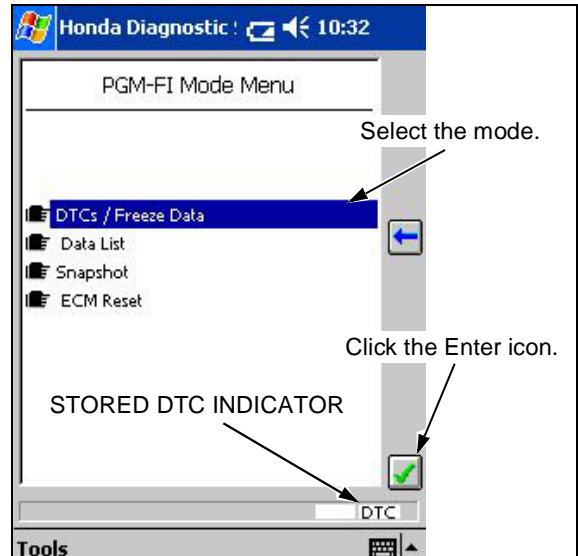 Honda Diagnostic : 10:32
PGM-FI Mode Menu
Select the mode.
DTCs / Freeze Data
Data List
Snapshot
ECM Reset
Click the Enter icon.
STORED DTC INDICATOR
DTC
Tools